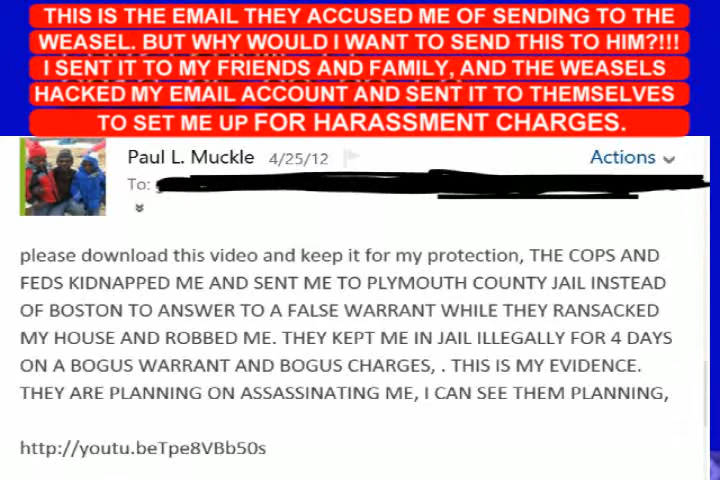 THIS IS THE EMAIL THEY ACCUSED ME OF SENDING TO THE
WEASEL. BUT WHY WOULD I WANT TO SEND THIS TO HIM?!!!
I SENT IT TO MY FRIENDS AND FAMILY, AND THE WEASELS
HACKED MY EMAIL ACCOUNT AND SENT IT TO THEMSELVES
TO SET ME UP FOR HARASSMENT CHARGES.
Paul L. Muckle 4/25/12 Actions
To:
please download this video and keep it for my protection, THE COPS AND
FEDS KIDNAPPED ME AND SENT ME TO PLYMOUTH COUNTY JAIL INSTEAD
OF BOSTON TO ANSWER TO A FALSE WARRANT WHILE THEY RANSACKED
MY HOUSE AND ROBBED ME. THEY KEPT ME IN JAIL ILLEGALLY FOR 4 DAYS
ON A BOGUS WARRANT AND BOGUS CHARGES, . THIS IS MY EVIDENCE.
THEY ARE PLANNING ON ASSASSINATING ME, I CAN SEE THEM PLANNING,
http://youtu.beTpe8VBb50s